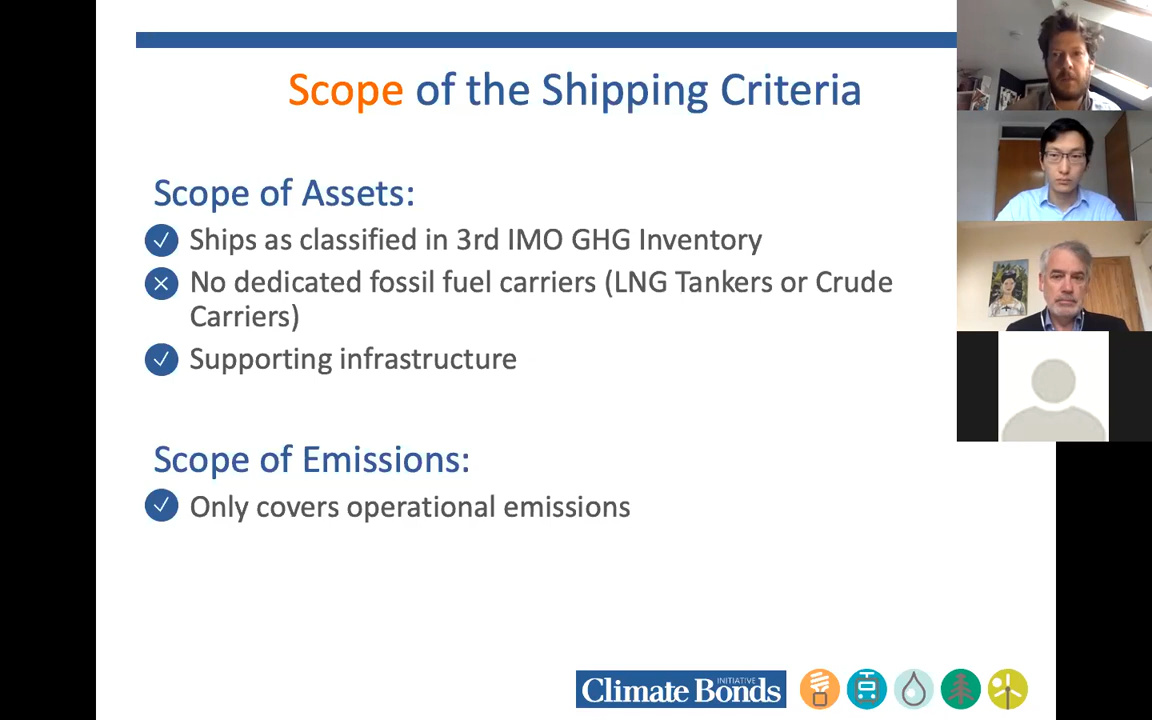 Scope of the Shipping Criteria
Scope of Assets:
Ships as classified in 3rd IMO GHG Inventory
No dedicated fossil fuel carriers (LNG Tankers or Crude
Carriers)
Supporting infrastructure
Scope of Emissions:
Only covers operational emissions
INITIATIVE
Climate Bonds